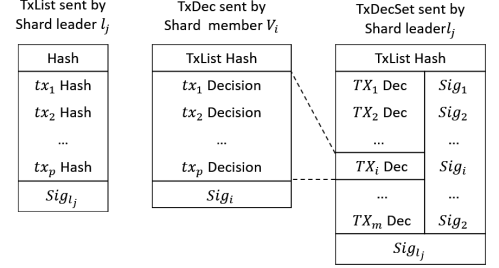 TxList sent by
Shard leader l_j
Hash
tx_1 Hash
tx_2 Hash
...
tx_p Hash
Sig_{l_j}
TxDec sent by
Shard member V_i
TxList Hash
tx_1 Decision
tx_2 Decision
...
tx_p Decision
Sig_i
TxDecSet sent by
Shard leader l_j
TxList Hash
TX_1 Dec Sig_1
TX_2 Dec Sig_2
... ...
TX_i Dec Sig_i
... ...
TX_m Dec Sig_2
Sig_{l_j}